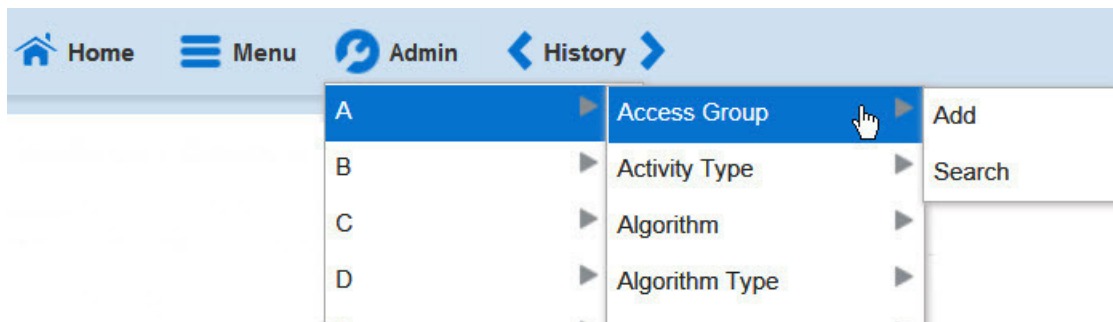 Home Menu Admin History
A Access Group Add
B Activity Type Search
C Algorithm
D Algorithm Type